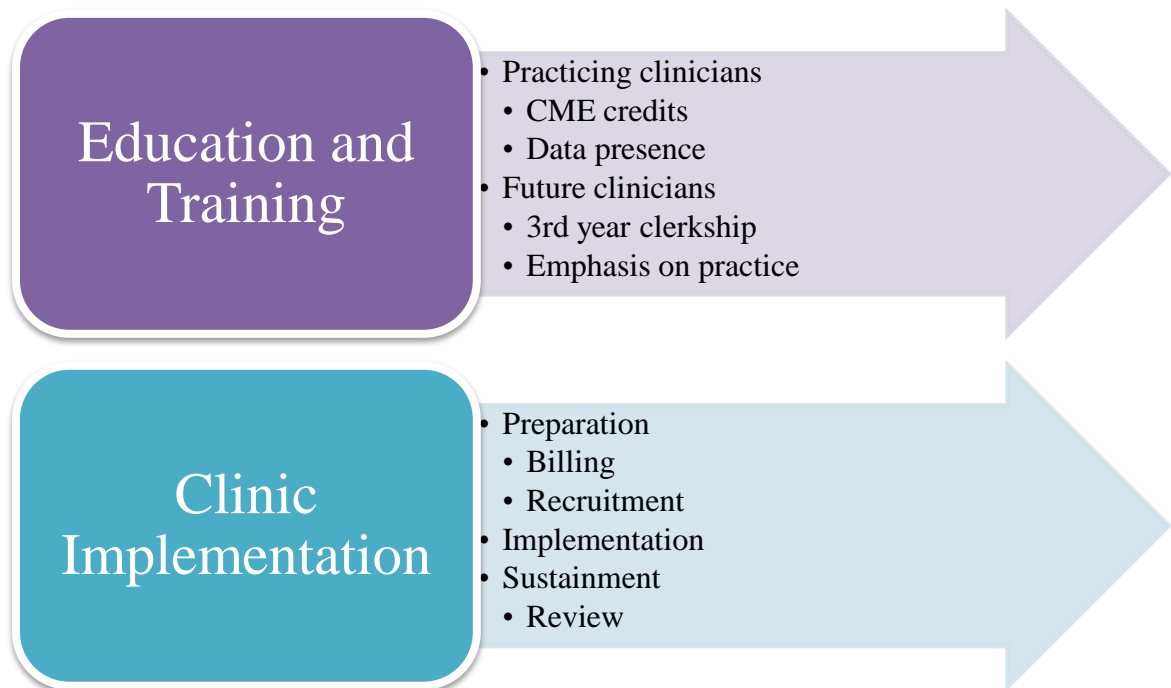 Education and
Training
• Practicing clinicians
• CME credits
• Data presence
• Future clinicians
• 3rd year clerkship
• Emphasis on practice
Clinic
Implementation
• Preparation
• Billing
• Recruitment
• Implementation
• Sustainment
• Review